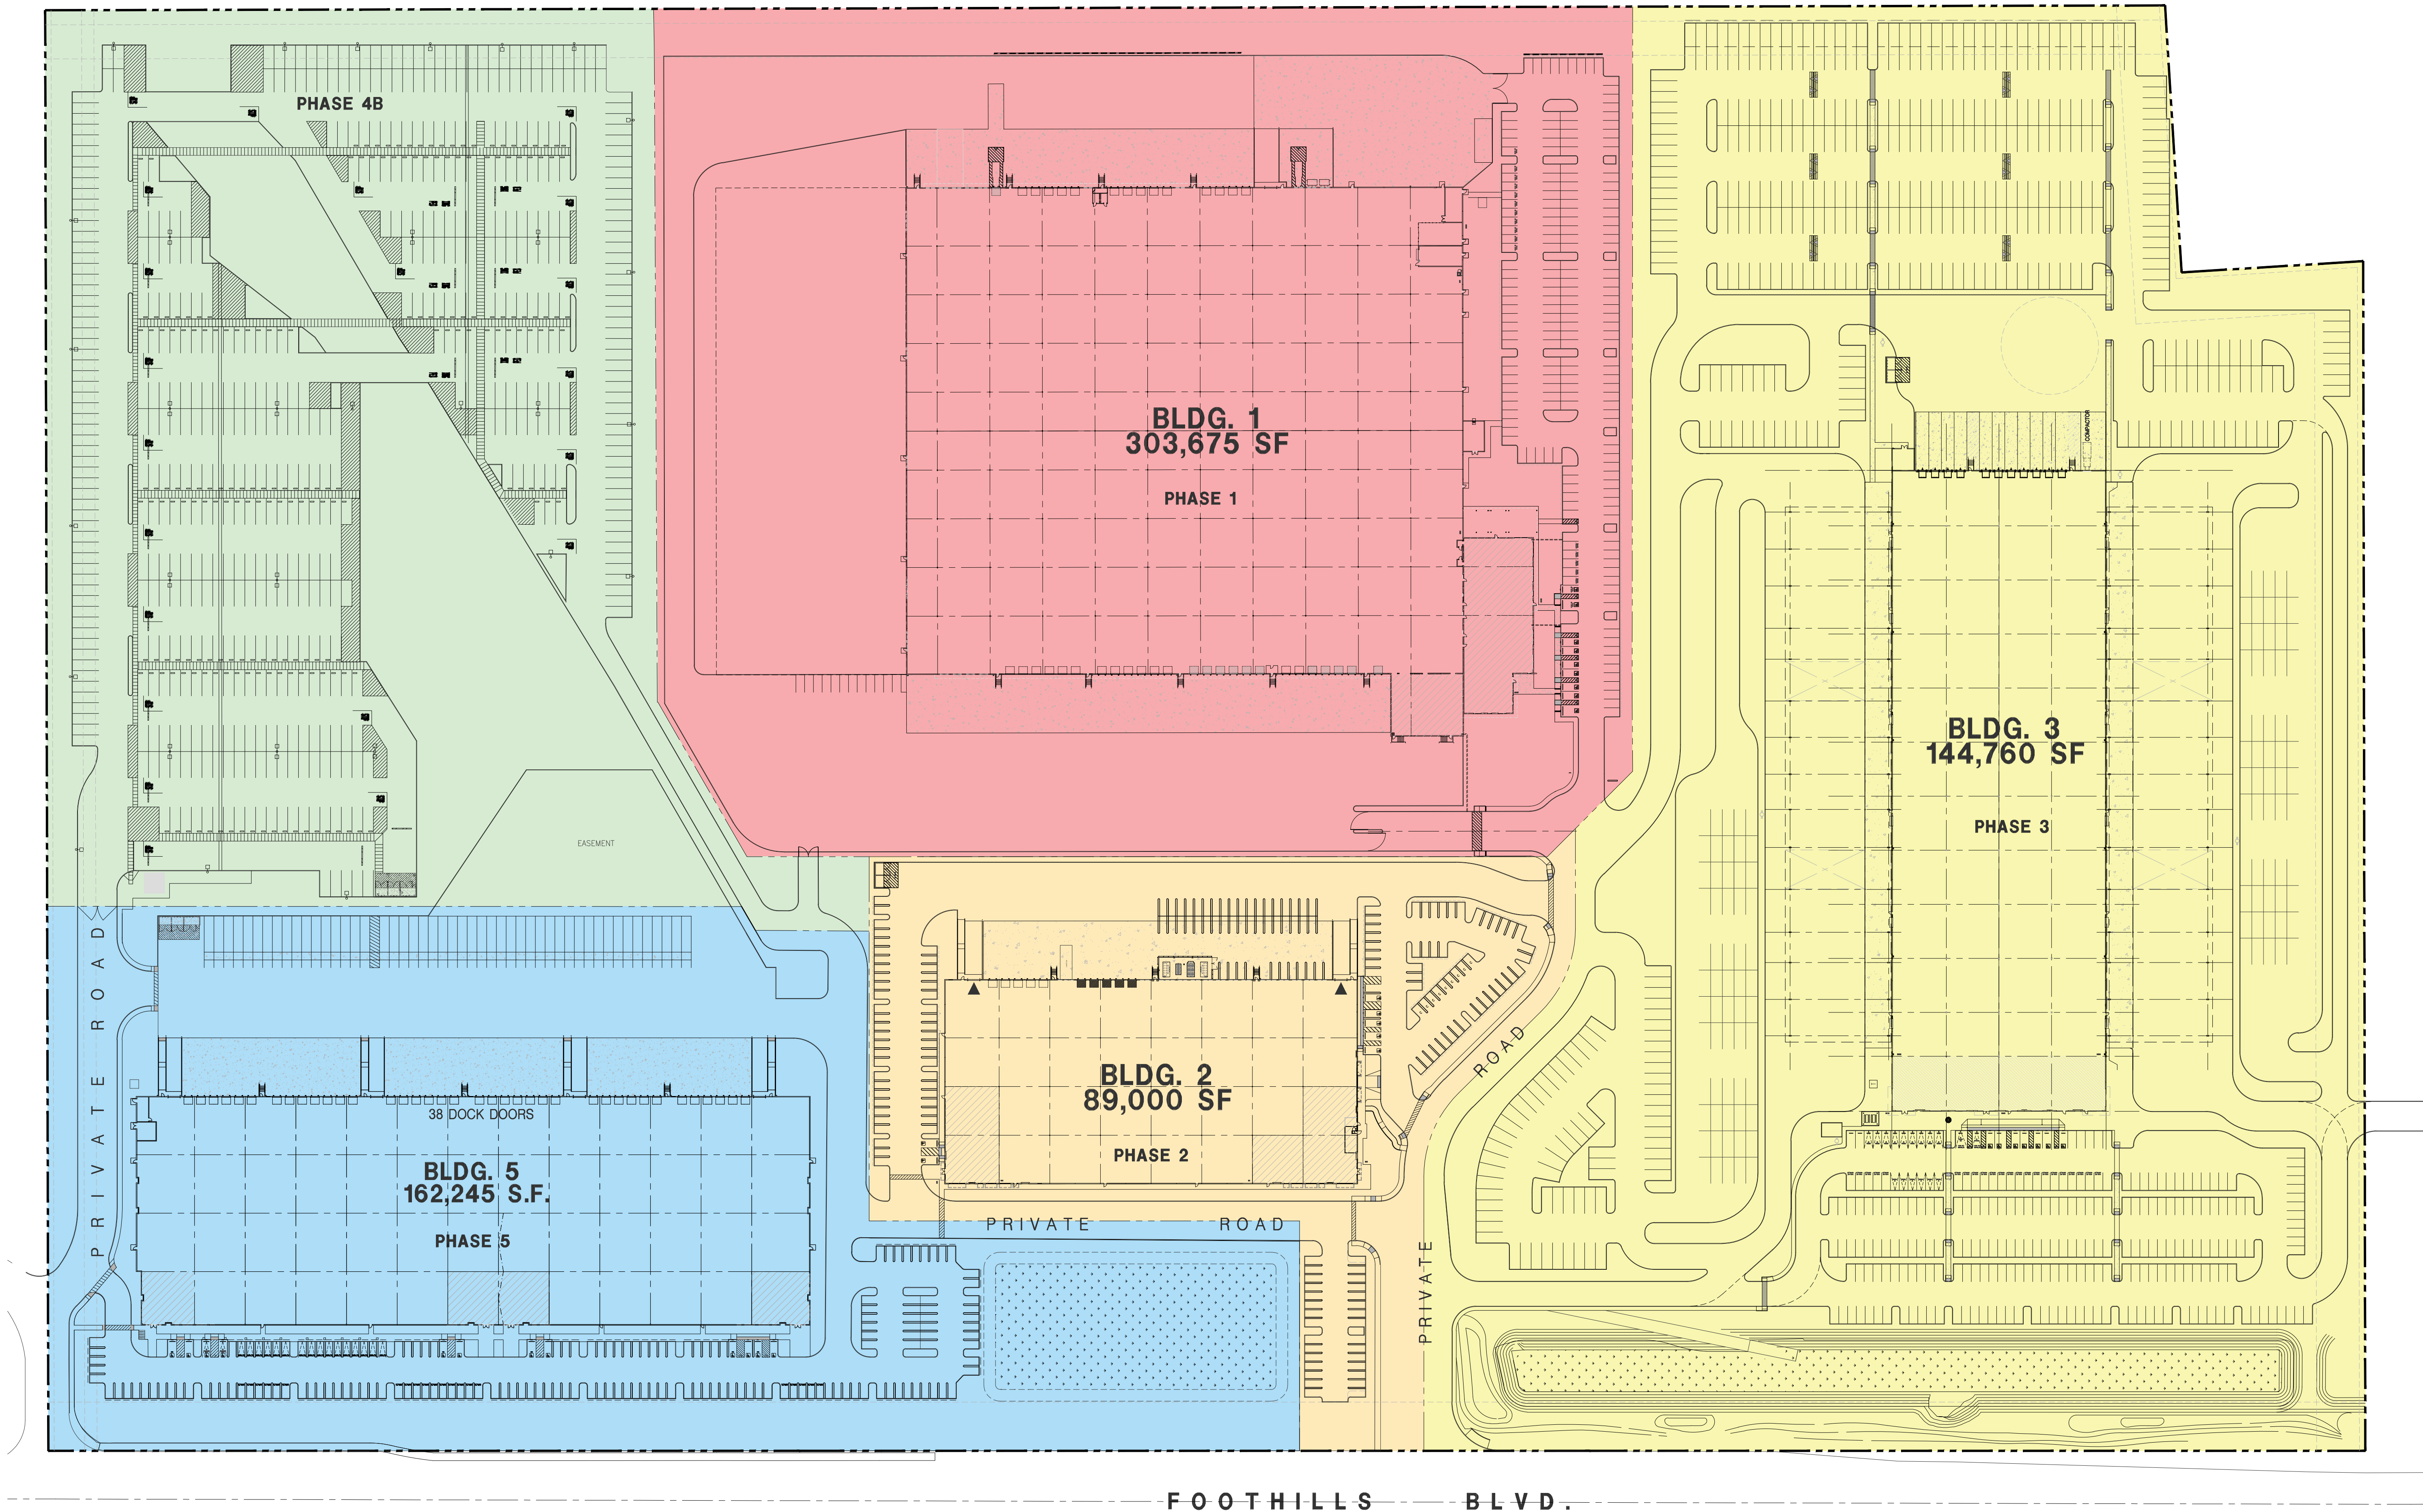 PHASE 4B
BLDG. 1
303,675 SF
PHASE 1
COMPACTOR
BLDG. 3
144,760 SF
PHASE 3
EASEMENT
PRIVATE ROAD
BLDG. 2
89,000 SF
PHASE 2
ROAD
38 DOCK DOORS
BLDG. 5
162,245 S.F.
PHASE 5
PRIVATE ROAD
PRIVATE
FOOTHILLS BLVD.